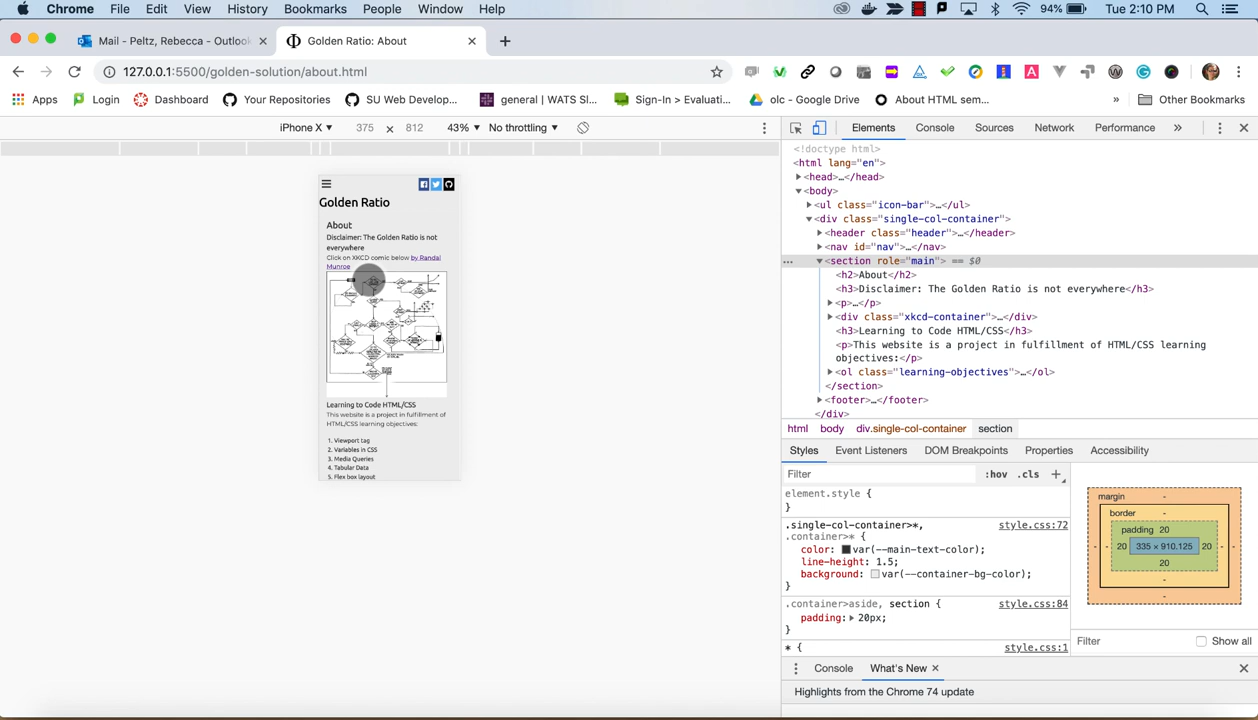 Chrome File Edit View History Bookmarks People Window Help 94% Tue 2:10 PM
Mail - Peltz, Rebecca - Outlook Golden Ratio: About
127.0.0.1:5500/golden-solution/about.html
Apps Login Dashboard Your Repositories SU Web Develop... general | WATS Sl... Sign-In > Evaluati... olc - Google Drive About HTML sem... » Other Bookmarks
iPhone X ▼ 375 × 812 43% ▼ No throttling ▼
Golden Ratio
About
Disclaimer: The Golden Ratio is not
everywhere
Click on XKCD comic below by Randal
Munroe
Learning to Code HTML/CSS
This website is a project in fulfillment of
HTML/CSS learning objectives:
1. Viewport tag
2. Variables in CSS
3. Media Queries
4. Tabular Data
5. Flex box layout
Elements Console Sources Network Performance »
<!doctype html>
<html lang="en">
▶<head>…</head>
▼<body>
▶<ul class="icon-bar">…</ul>
▼<div class="single-col-container">
▶<header class="header">…</header>
▶<nav id="nav">…</nav>
… ▼<section role="main"> == $0
<h2>About</h2>
<h3>Disclaimer: The Golden Ratio is not everywhere</h3>
▶<p>…</p>
▶<div class="xkcd-container">…</div>
<h3>Learning to Code HTML/CSS</h3>
<p>This website is a project in fulfillment of HTML/CSS learning
objectives:</p>
▶<ol class="learning-objectives">…</ol>
</section>
▶<footer>…</footer>
</div>
html body div.single-col-container section
Styles Event Listeners DOM Breakpoints Properties Accessibility
Filter :hov .cls +
element.style {
}
.single-col-container>*, style.css:72
.container>* {
color: var(--main-text-color);
line-height: 1.5;
background: var(--container-bg-color);
}
.container>aside, section { style.css:84
padding:▶ 20px;
}
* { style.css:1
margin -
border -
padding 20
- - 20 335 × 910.125 20 - -
20
-
-
Filter Show all
Console What's New ×
Highlights from the Chrome 74 update